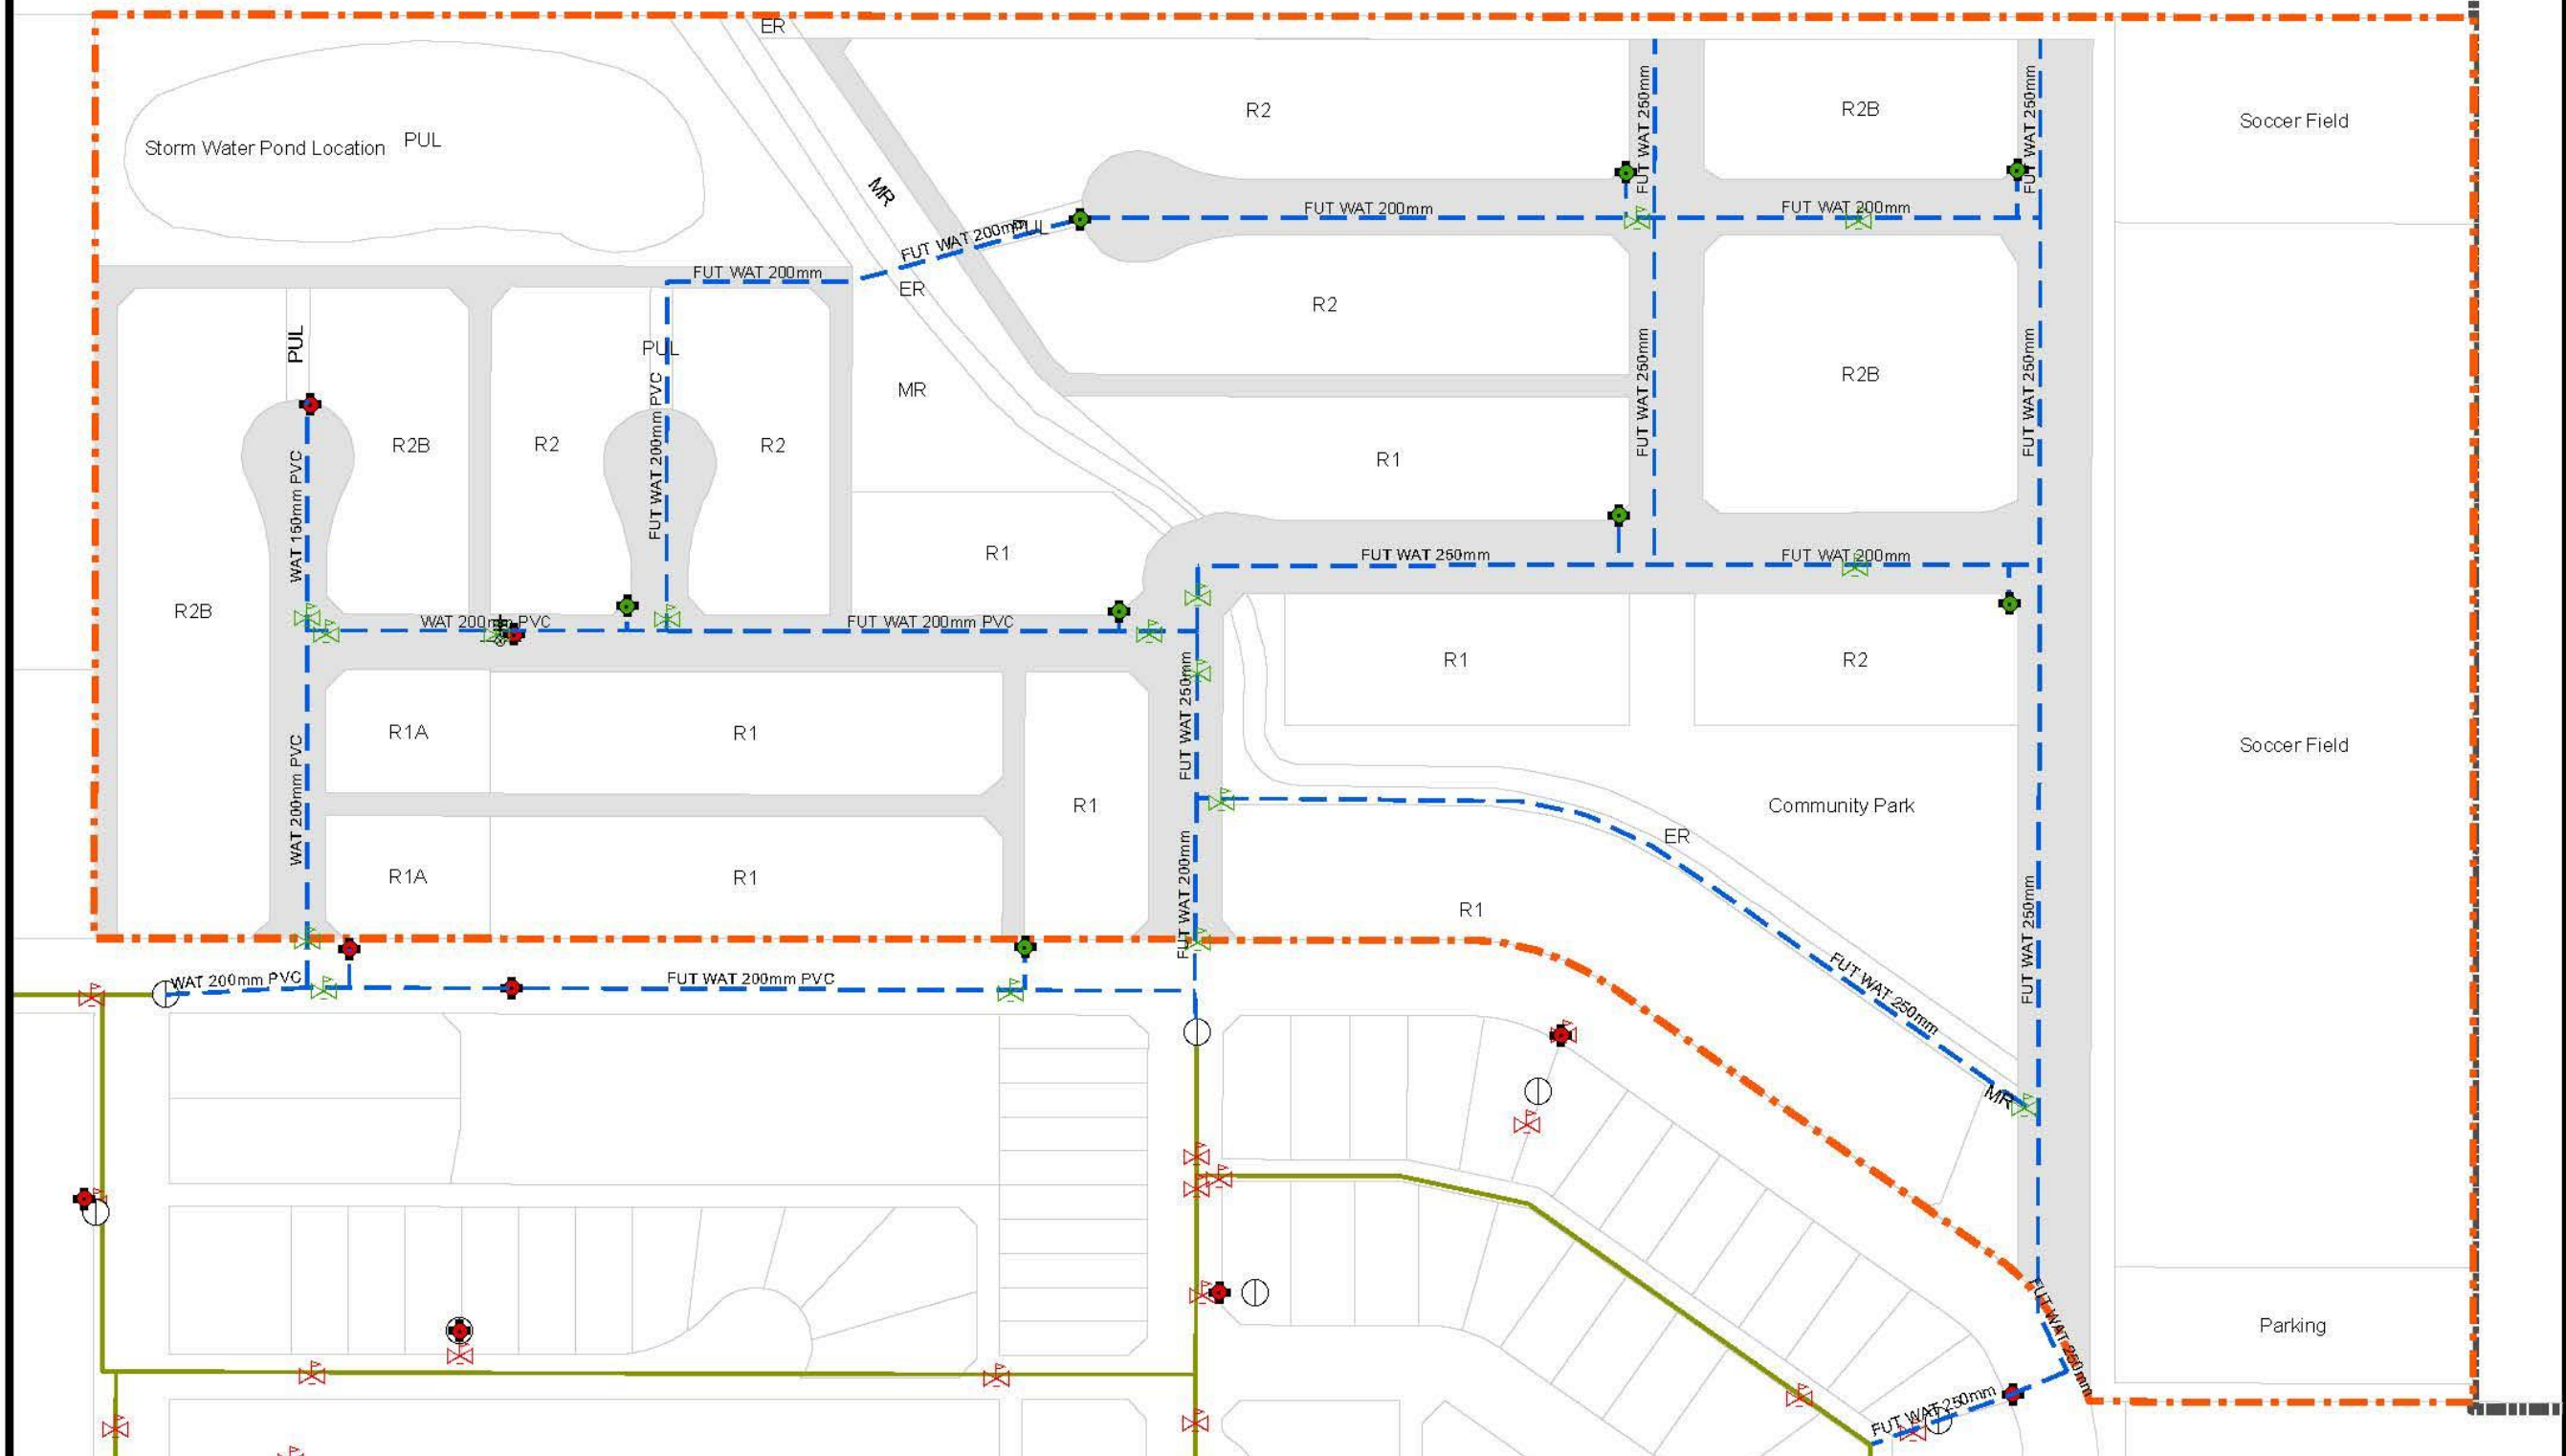 ER
R2
R2B
Soccer Field
Storm Water Pond Location
PUL
FUT WAT 250mm
FUT WAT 250mm
MR
FUT WAT 200mm
FUT WAT 200mm
FUT WAT 200mm
PUL
FUT WAT 200mm
ER
R2
PUL
PUL
MR
R2B
FUT WAT 250mm
FUT WAT 250mm
R2B
R2
R2
R1
WAT 150mm PVC
FUT WAT 200mm PVC
R1
FUT WAT 250mm
FUT WAT 200mm
R2B
WAT 200mm PVC
FUT WAT 200mm PVC
R1
R2
R1A
R1
FUT WAT 250mm
Soccer Field
WAT 200mm PVC
R1
Community Park
ER
R1A
R1
FUT WAT 200mm
R1
FUT WAT 250mm
WAT 200mm PVC
FUT WAT 200mm PVC
FUT WAT 250mm
MR
FUT WAT 250mm
Parking
FUT WAT 250mm